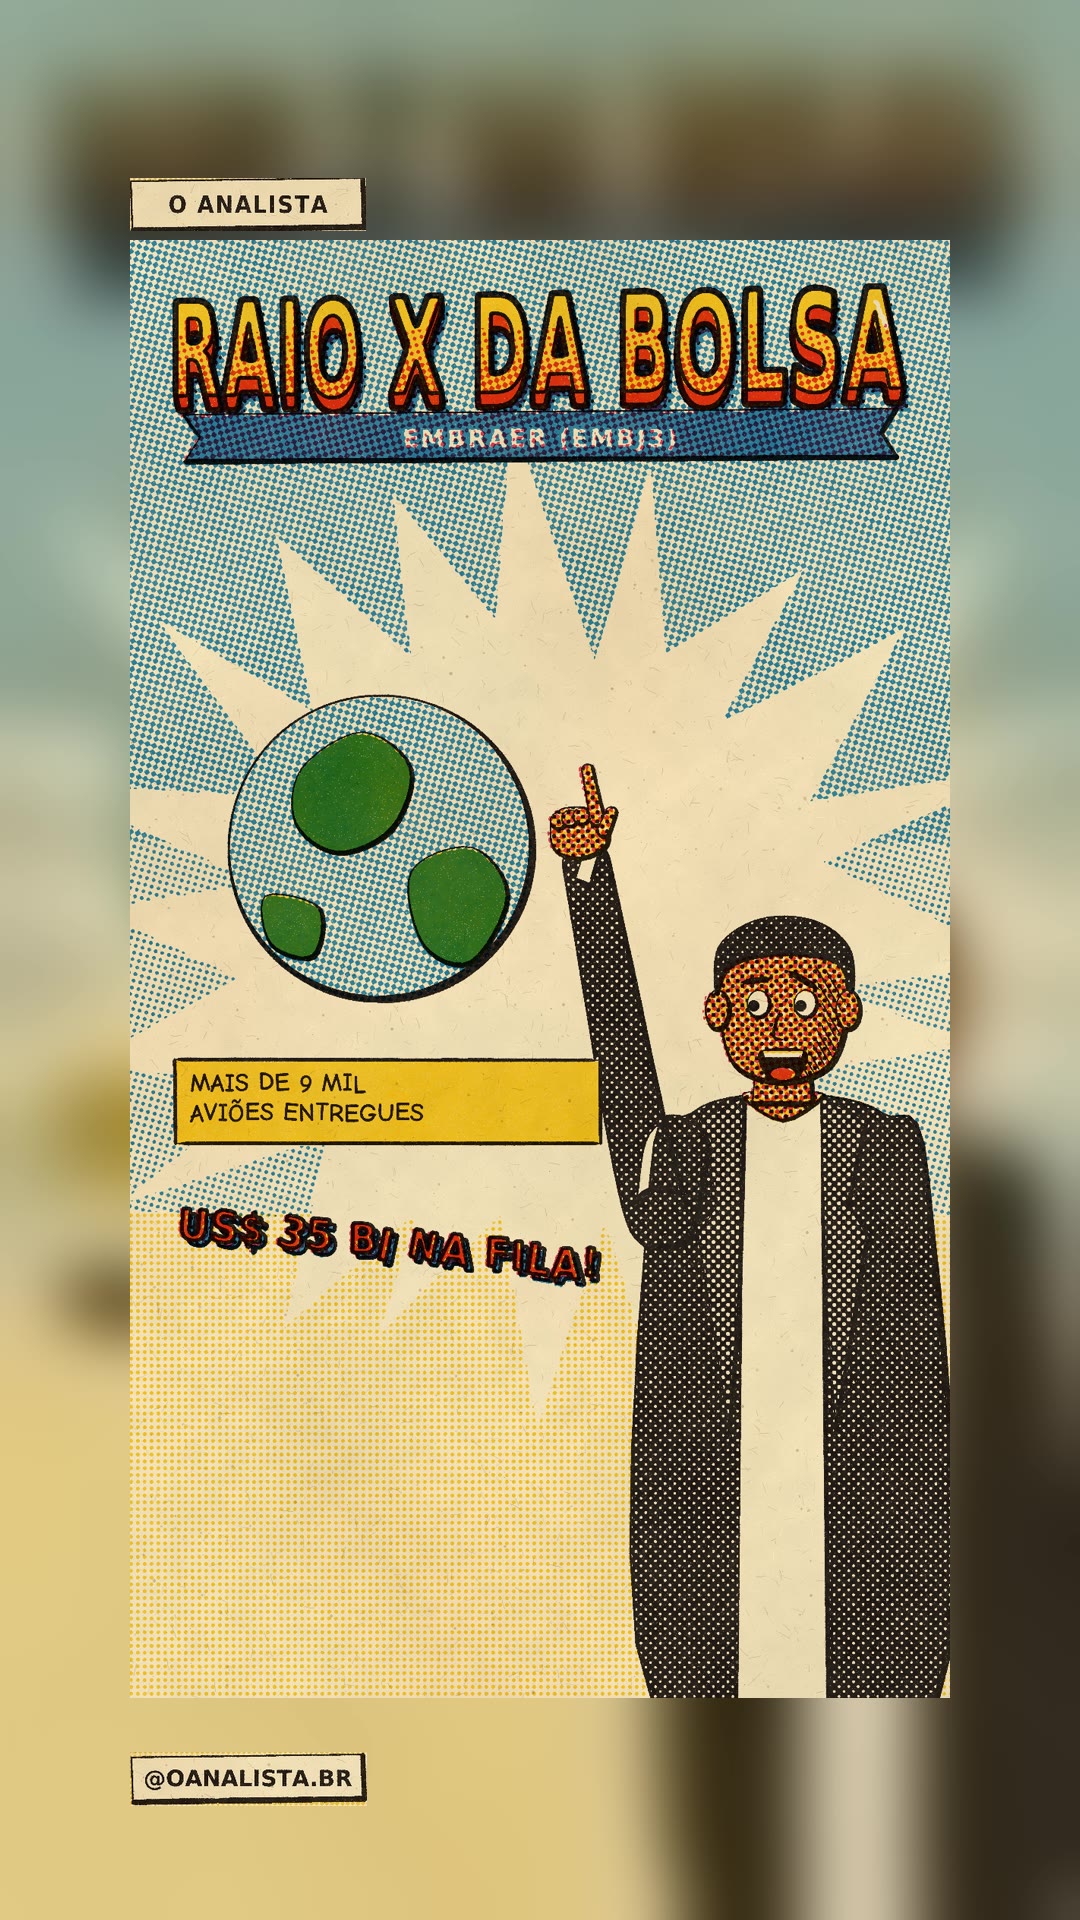 O ANALISTA
RAIO X DA BOLSA
EMBRAER (EMBJ3)
MAIS DE 9 MIL
AVIÕES ENTREGUES
US$ 35 BI NA FILA!
@OANALISTA.BR